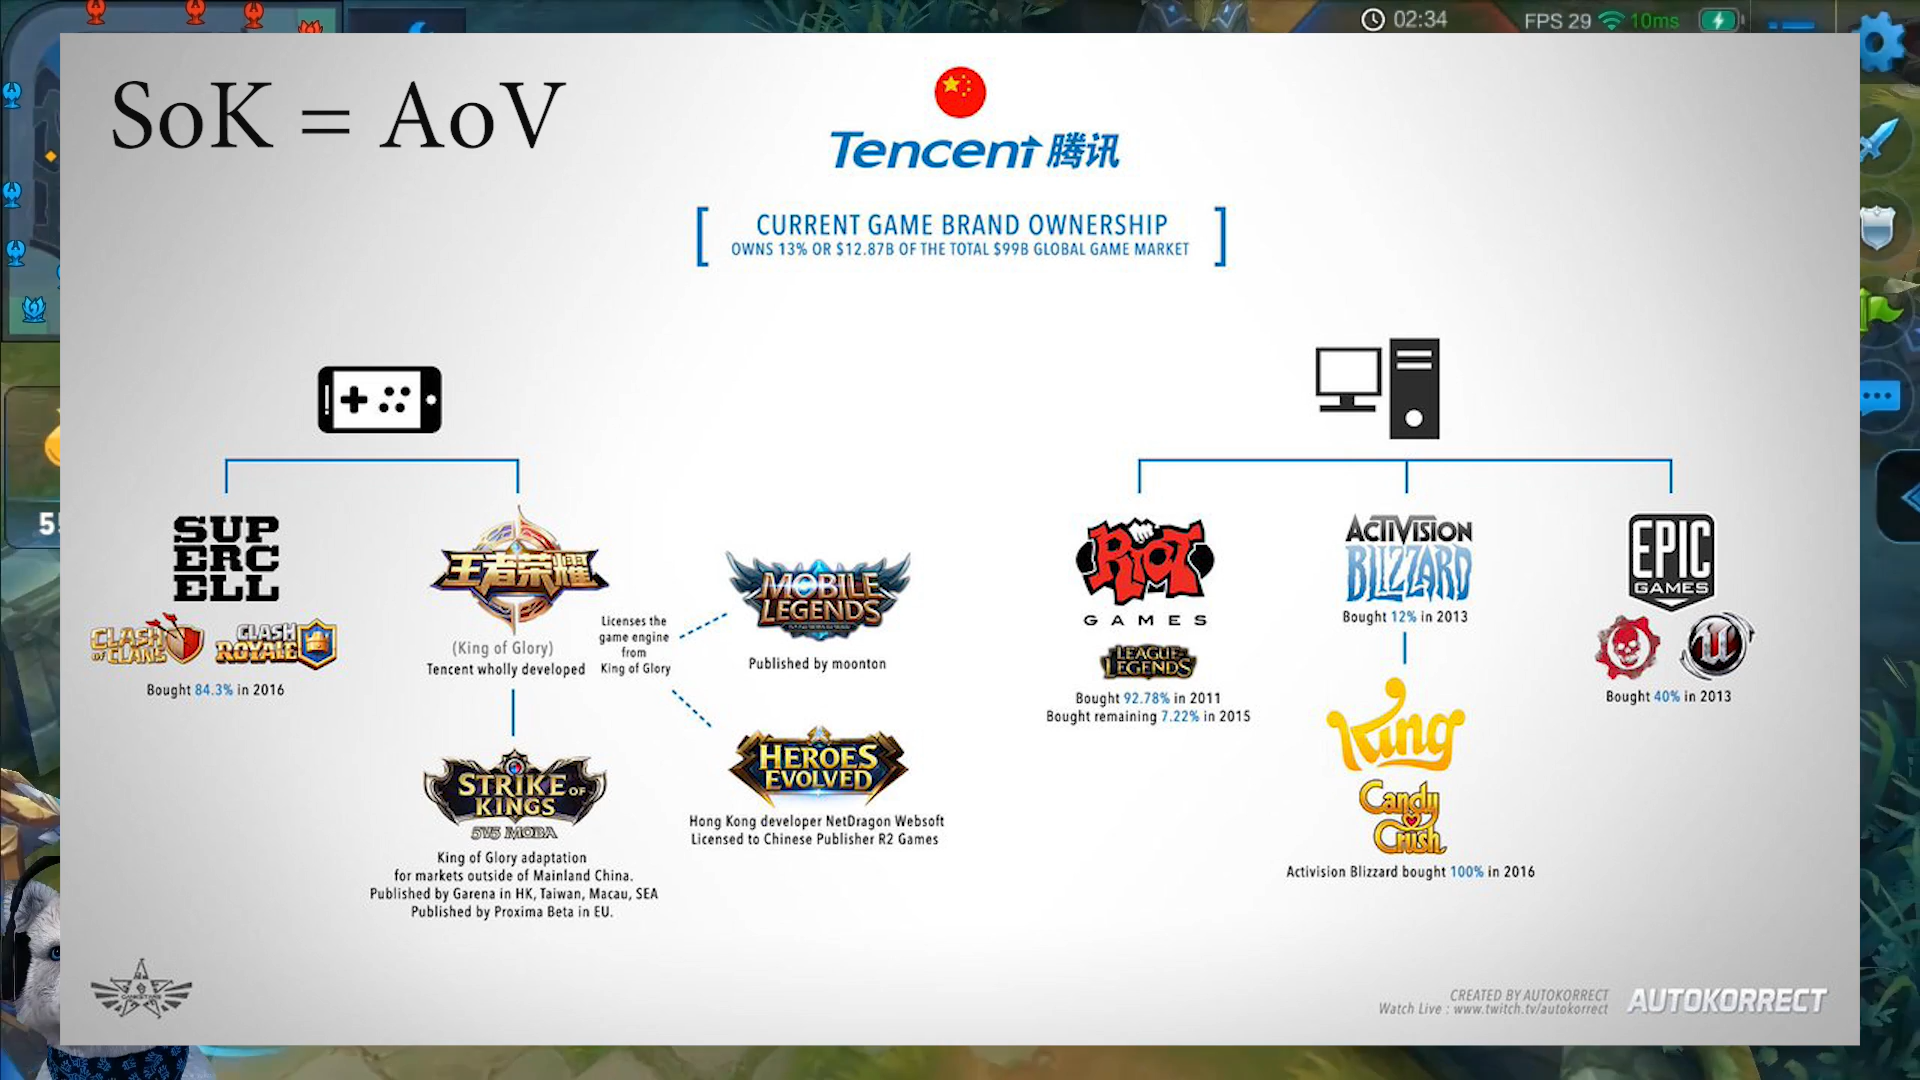 02:34
FPS 29
10ms
SoK = AoV
Tencent 腾讯
CURRENT GAME BRAND OWNERSHIP
OWNS 13% OR $12.87B OF THE TOTAL $99B GLOBAL GAME MARKET
SUP
ERC
ELL
CLASH
OF CLANS
CLASH
ROYALE
Bought 84.3% in 2016
王者荣耀
(King of Glory)
Tencent wholly developed
Licenses the
game engine
from
King of Glory
MOBILE
LEGENDS
Published by moonton
STRIKE OF
KINGS
5V5 MOBA
King of Glory adaptation
for markets outside of Mainland China.
Published by Garena in HK, Taiwan, Macau, SEA
Published by Proxima Beta in EU.
HEROES
EVOLVED
Hong Kong developer NetDragon Websoft
Licensed to Chinese Publisher R2 Games
RIOT
GAMES
LEAGUE OF
LEGENDS
Bought 92.78% in 2011
Bought remaining 7.22% in 2015
ACTIVISION
BLIZZARD
Bought 12% in 2013
King
Candy
Crush
Activision Blizzard bought 100% in 2016
EPIC
GAMES
Bought 40% in 2013
CREATED BY AUTOKORRECT
Watch Live : www.twitch.tv/autokorrect
AUTOKORRECT